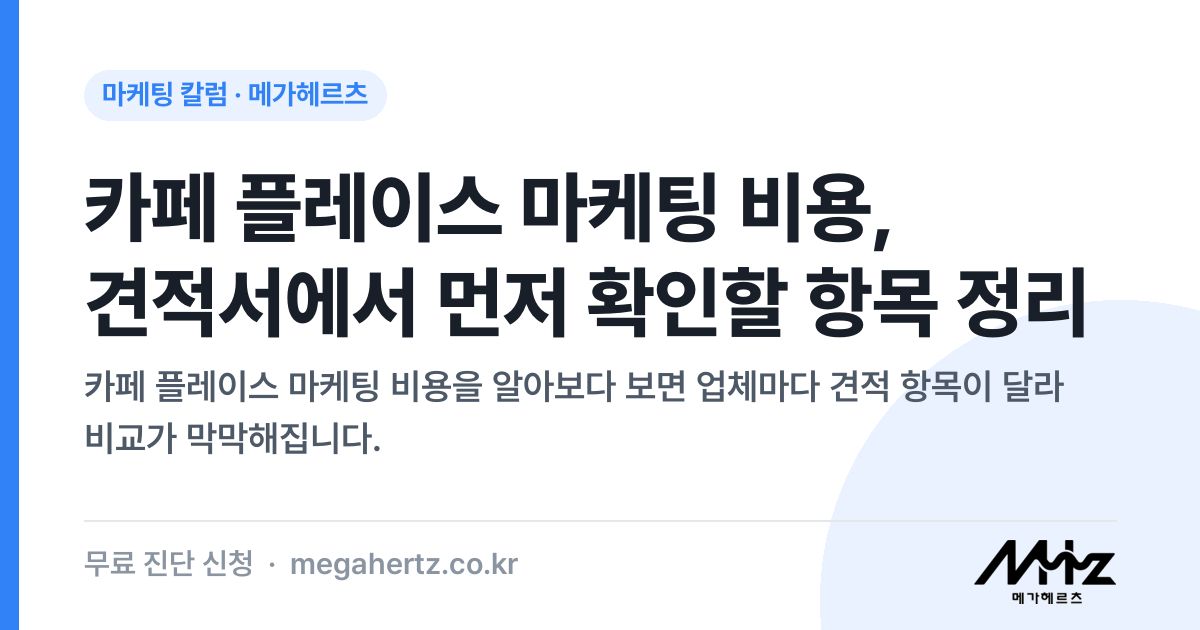 마케팅 칼럼 · 메가헤르츠
카페 플레이스 마케팅 비용,
견적서에서 먼저 확인할 항목 정리
카페 플레이스 마케팅 비용을 알아보다 보면 업체마다 견적 항목이 달라
비교가 막막해집니다.
무료 진단 신청 · megahertz.co.kr
MHz
메가헤르츠